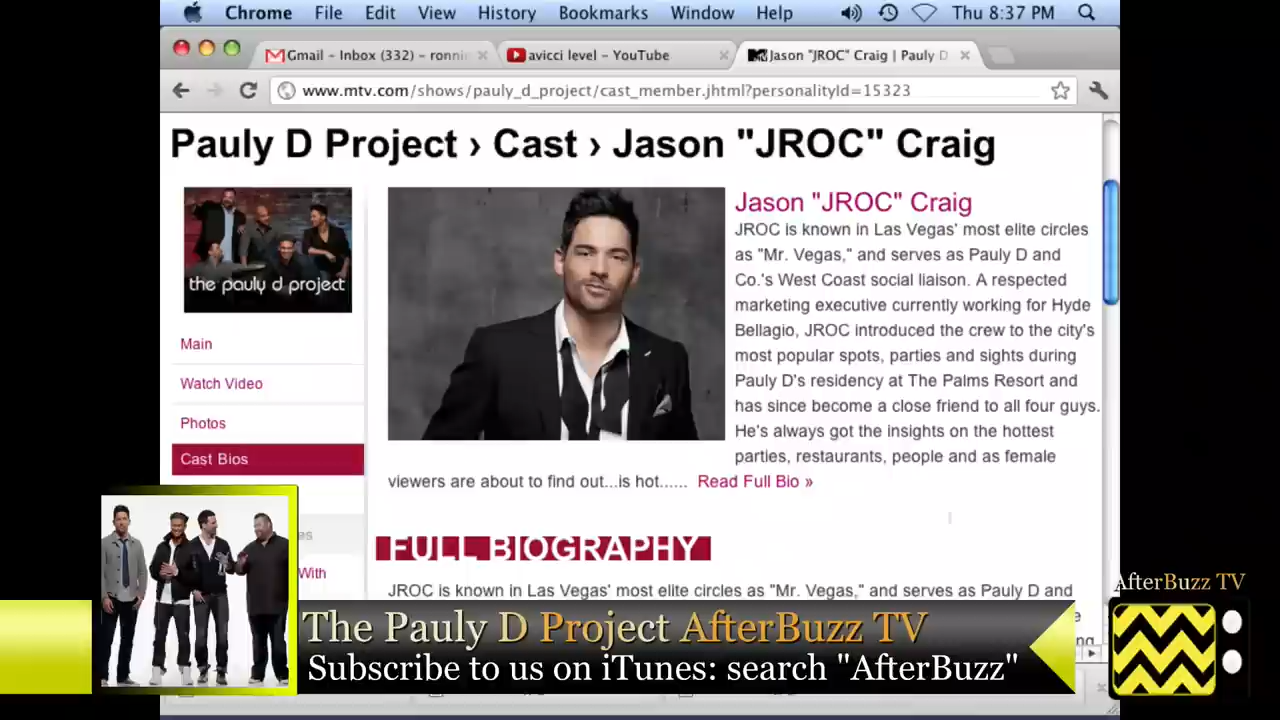 Chrome File Edit View History Bookmarks Window Help Thu 8:37 PM
Gmail - Inbox (332) - ronnin
avicci level - YouTube
Jason "JROC" Craig | Pauly D
www.mtv.com/shows/pauly_d_project/cast_member.jhtml?personalityId=15323
Pauly D Project › Cast › Jason "JROC" Craig
the pauly d project
Main
Watch Video
Photos
Cast Bios
es
With
Jason "JROC" Craig
JROC is known in Las Vegas' most elite circles
as "Mr. Vegas," and serves as Pauly D and
Co.'s West Coast social liaison. A respected
marketing executive currently working for Hyde
Bellagio, JROC introduced the crew to the city's
most popular spots, parties and sights during
Pauly D's residency at The Palms Resort and
has since become a close friend to all four guys.
He's always got the insights on the hottest
parties, restaurants, people and as female
viewers are about to find out...is hot...... Read Full Bio »
FULL BIOGRAPHY
JROC is known in Las Vegas' most elite circles as "Mr. Vegas," and serves as Pauly D and
The Pauly D Project AfterBuzz TV
Subscribe to us on iTunes: search "AfterBuzz"
AfterBuzz TV